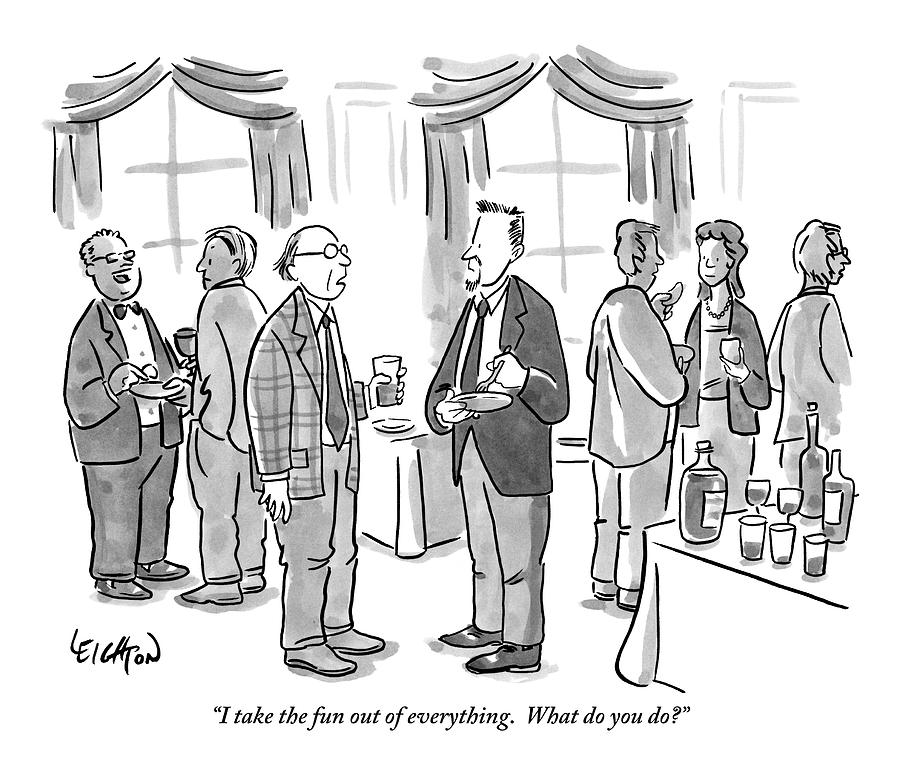 LEIGHTON
“I take the fun out of everything. What do you do?”